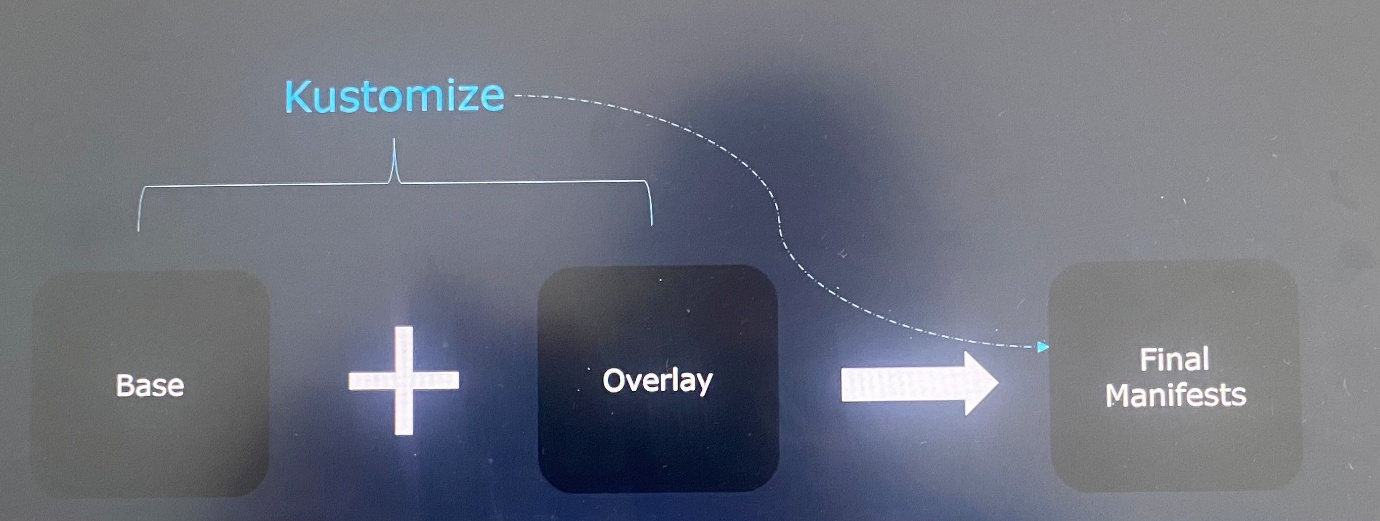 Kustomize
Base
Overlay
Final
Manifests